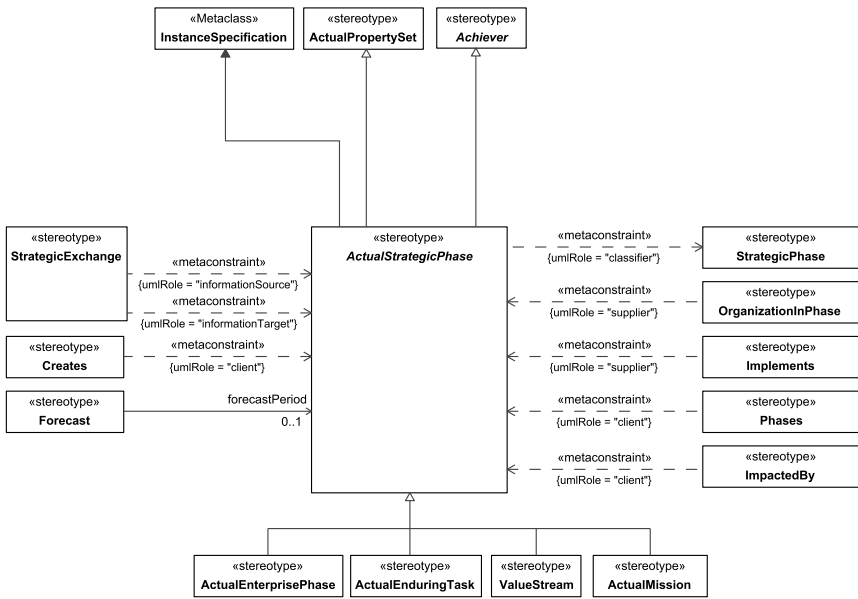 «Metaclass»
InstanceSpecification
«stereotype»
ActualPropertySet
«stereotype»
Achiever
«stereotype»
StrategicExchange
«metaconstraint»
{umlRole = "informationSource"}
«metaconstraint»
{umlRole = "informationTarget"}
«stereotype»
Creates
«metaconstraint»
{umlRole = "client"}
«stereotype»
Forecast
forecastPeriod
0..1
«stereotype»
ActualStrategicPhase
«metaconstraint»
{umlRole = "classifier"}
«stereotype»
StrategicPhase
«metaconstraint»
{umlRole = "supplier"}
«stereotype»
OrganizationInPhase
«metaconstraint»
{umlRole = "supplier"}
«stereotype»
Implements
«metaconstraint»
{umlRole = "client"}
«stereotype»
Phases
«metaconstraint»
{umlRole = "client"}
«stereotype»
ImpactedBy
«stereotype»
ActualEnterprisePhase
«stereotype»
ActualEnduringTask
«stereotype»
ValueStream
«stereotype»
ActualMission